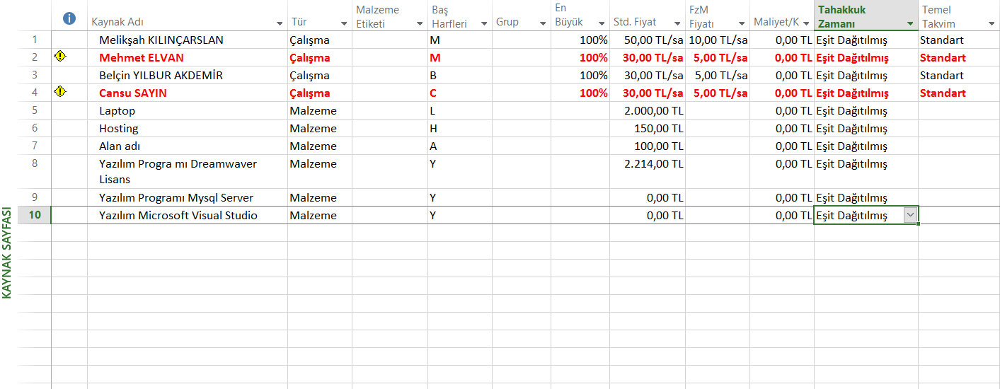 Kaynak Adı Tür Malzeme Etiketi Baş Harfleri Grup En Büyük Std. Fiyat FzM Fiyatı Maliyet/K Tahakkuk Zamanı Temel Takvim
1 Melikşah KILINÇARSLAN Çalışma M 100% 50,00 TL/sa 10,00 TL/sa 0,00 TL Eşit Dağıtılmış Standart
2 Mehmet ELVAN Çalışma M 100% 30,00 TL/sa 5,00 TL/sa 0,00 TL Eşit Dağıtılmış Standart
3 Belçin YILBUR AKDEMİR Çalışma B 100% 30,00 TL/sa 5,00 TL/sa 0,00 TL Eşit Dağıtılmış Standart
4 Cansu SAYIN Çalışma C 100% 30,00 TL/sa 5,00 TL/sa 0,00 TL Eşit Dağıtılmış Standart
5 Laptop Malzeme L 2.000,00 TL 0,00 TL Eşit Dağıtılmış
6 Hosting Malzeme H 150,00 TL 0,00 TL Eşit Dağıtılmış
7 Alan adı Malzeme A 100,00 TL 0,00 TL Eşit Dağıtılmış
8 Yazılım Progra mı Dreamwaver Malzeme Y 2.214,00 TL 0,00 TL Eşit Dağıtılmış
Lisans
9 Yazılım Programı Mysql Server Malzeme Y 0,00 TL 0,00 TL Eşit Dağıtılmış
10 Yazılım Microsoft Visual Studio Malzeme Y 0,00 TL 0,00 TL Eşit Dağıtılmış
KAYNAK SAYFASI